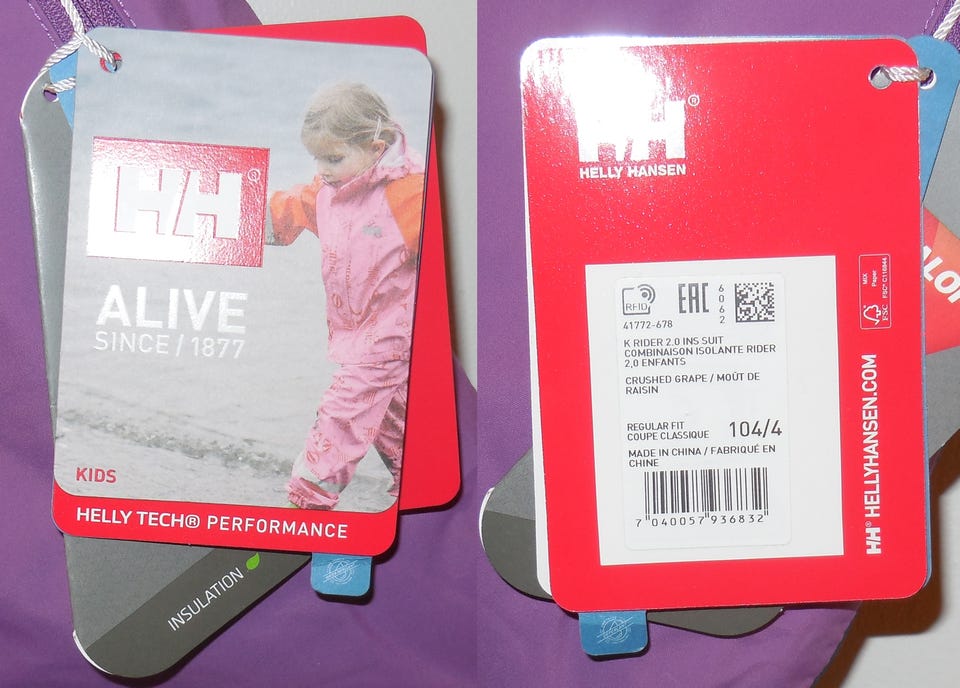 HH®
ALIVE
SINCE / 1877
KIDS
HELLY TECH® PERFORMANCE
INSULATION
HH®
HELLY HANSEN
RFID
EAC
6062
41772-678
K RIDER 2.0 INS SUIT
COMBINAISON ISOLANTE RIDER
2,0 ENFANTS
CRUSHED GRAPE / MOÛT DE
RAISIN
REGULAR FIT
COUPE CLASSIQUE
104/4
MADE IN CHINA / FABRIQUÉ EN
CHINE
7 040057 936832
MIX
Paper
FSC
FSC® C116844
HH® HELLYHANSEN.COM